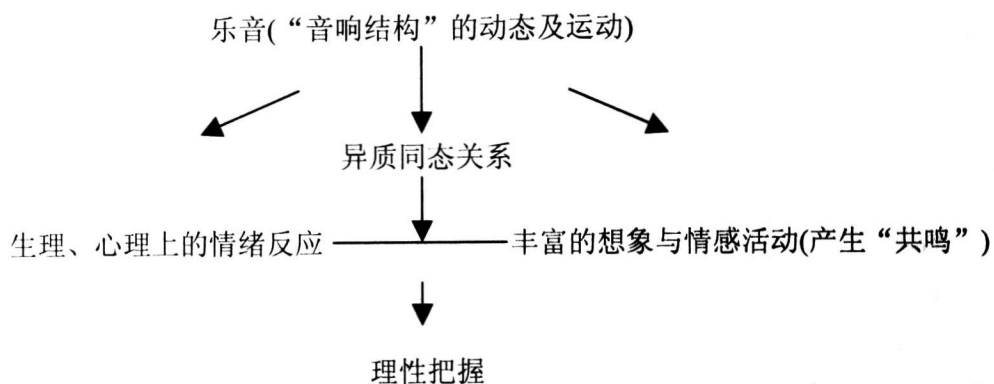 乐音(“音响结构”的动态及运动)
异质同态关系
生理、心理上的情绪反应
丰富的想象与情感活动(产生“共鸣”)
理性把握